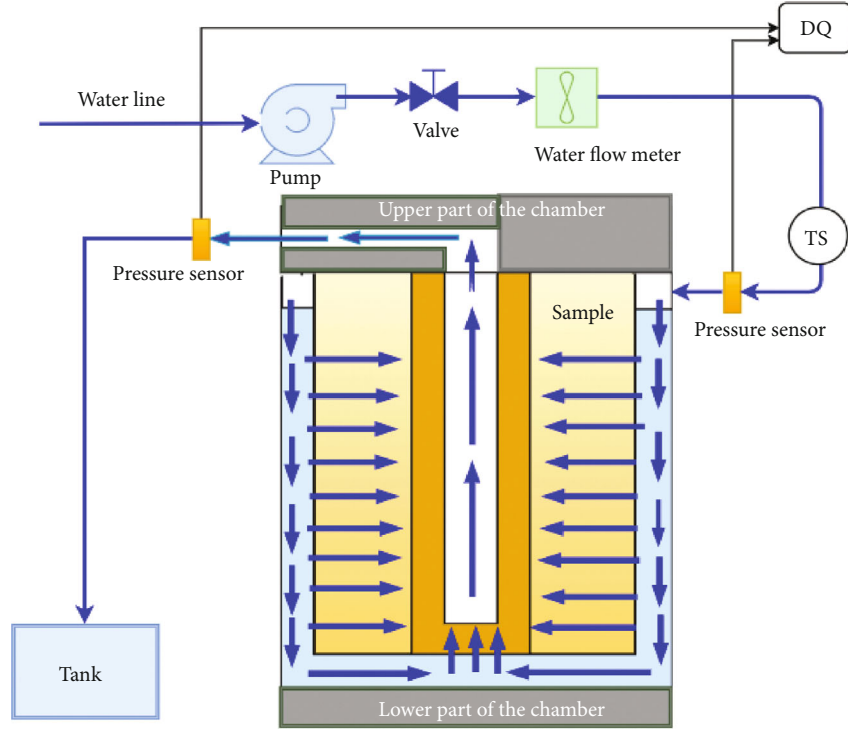 DQ
Water line
Valve
Water flow meter
Pump
Upper part of the chamber
TS
Pressure sensor
Sample
Pressure sensor
Tank
Lower part of the chamber